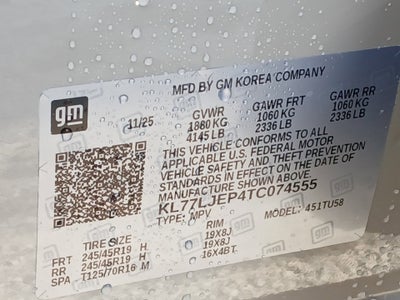 gm
MFD BY GM KOREA COMPANY
11/25 GVWR GAWR FRT GAWR RR
1880 KG 1060 KG 1060 KG
4145 LB 2336 LB 2336 LB
THIS VEHICLE CONFORMS TO ALL
APPLICABLE U.S. FEDERAL MOTOR
VEHICLE SAFETY AND THEFT PREVENTION
STANDARDS IN EFFECT ON THE DATE OF
MANUFACTURE SHOWN ABOVE.
KL77LJEP4TC074555
TYPE: MPV MODEL: 451TU58
TIRE SIZE RIM
FRT 245/45R19 H 19X8J
RR 245/45R19 H 19X8J
SPA T125/70R16 M 16X4BT